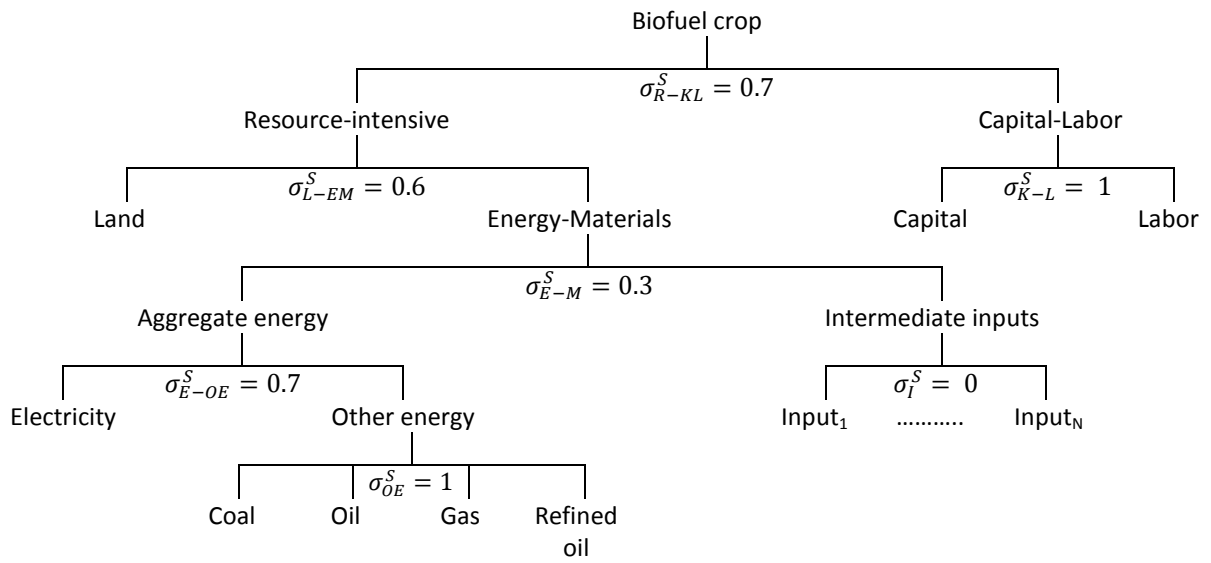 Biofuel crop
σ^S_{R−KL} = 0.7
Resource-intensive
Capital-Labor
σ^S_{L−EM} = 0.6
σ^S_{K−L} = 1
Land
Energy-Materials
Capital
Labor
σ^S_{E−M} = 0.3
Aggregate energy
Intermediate inputs
σ^S_{E−OE} = 0.7
σ^S_I = 0
Electricity
Other energy
Input₁
………..
Input_N
σ^S_{OE} = 1
Coal
Oil
Gas
Refined
oil